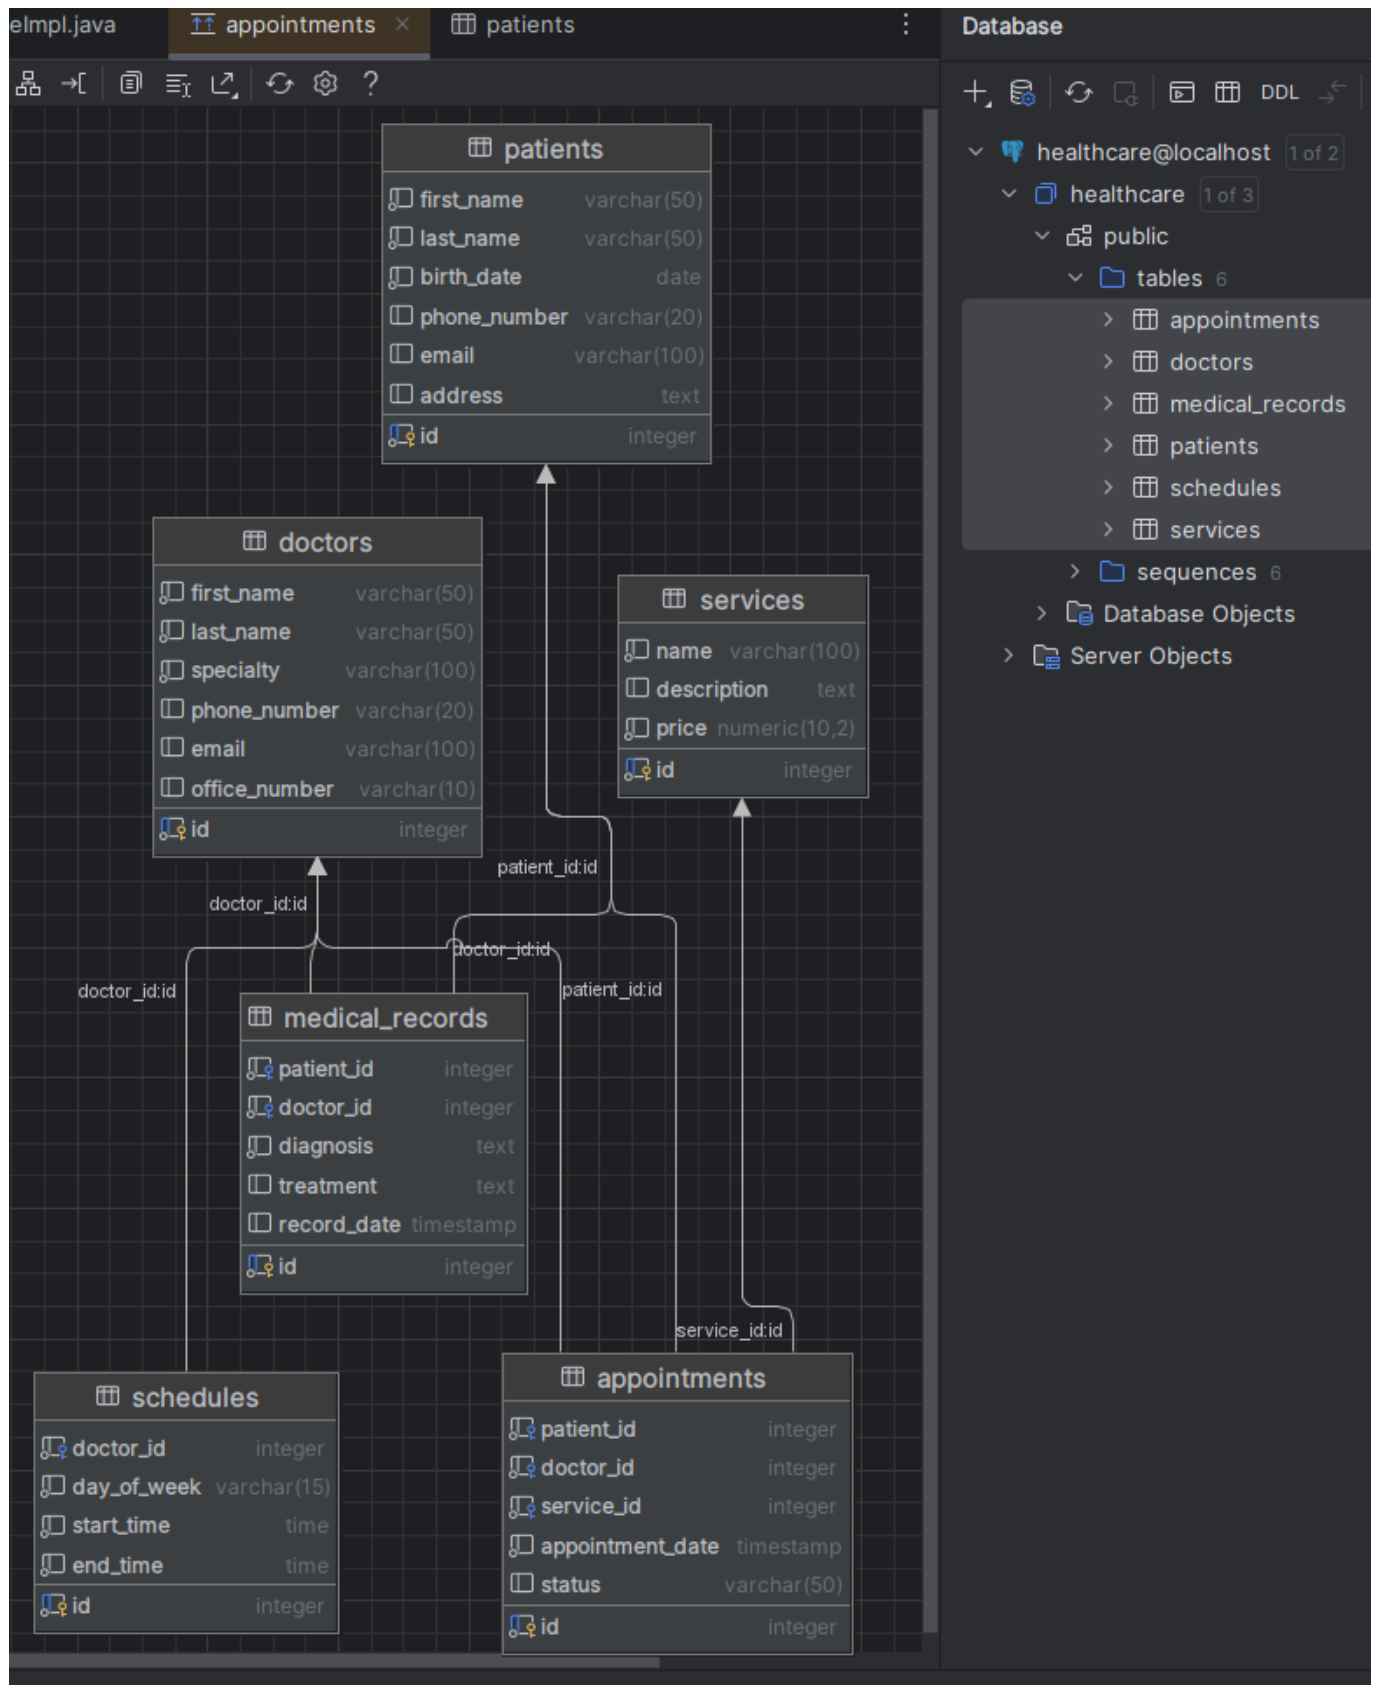 eImpl.java
appointments
patients
patients
first_name varchar(50)
last_name varchar(50)
birth_date date
phone_number varchar(20)
email varchar(100)
address text
id integer
doctors
first_name varchar(50)
last_name varchar(50)
specialty varchar(100)
phone_number varchar(20)
email varchar(100)
office_number varchar(10)
id integer
services
name varchar(100)
description text
price numeric(10,2)
id integer
patient_id:id
doctor_id:id
doctor_id:id
doctor_id:id
patient_id:id
medical_records
patient_id integer
doctor_id integer
diagnosis text
treatment text
record_date timestamp
id integer
service_id:id
schedules
doctor_id integer
day_of_week varchar(15)
start_time time
end_time time
id integer
appointments
patient_id integer
doctor_id integer
service_id integer
appointment_date timestamp
status varchar(50)
id integer
Database
DDL
healthcare@localhost 1 of 2
healthcare 1 of 3
public
tables 6
appointments
doctors
medical_records
patients
schedules
services
sequences 6
Database Objects
Server Objects